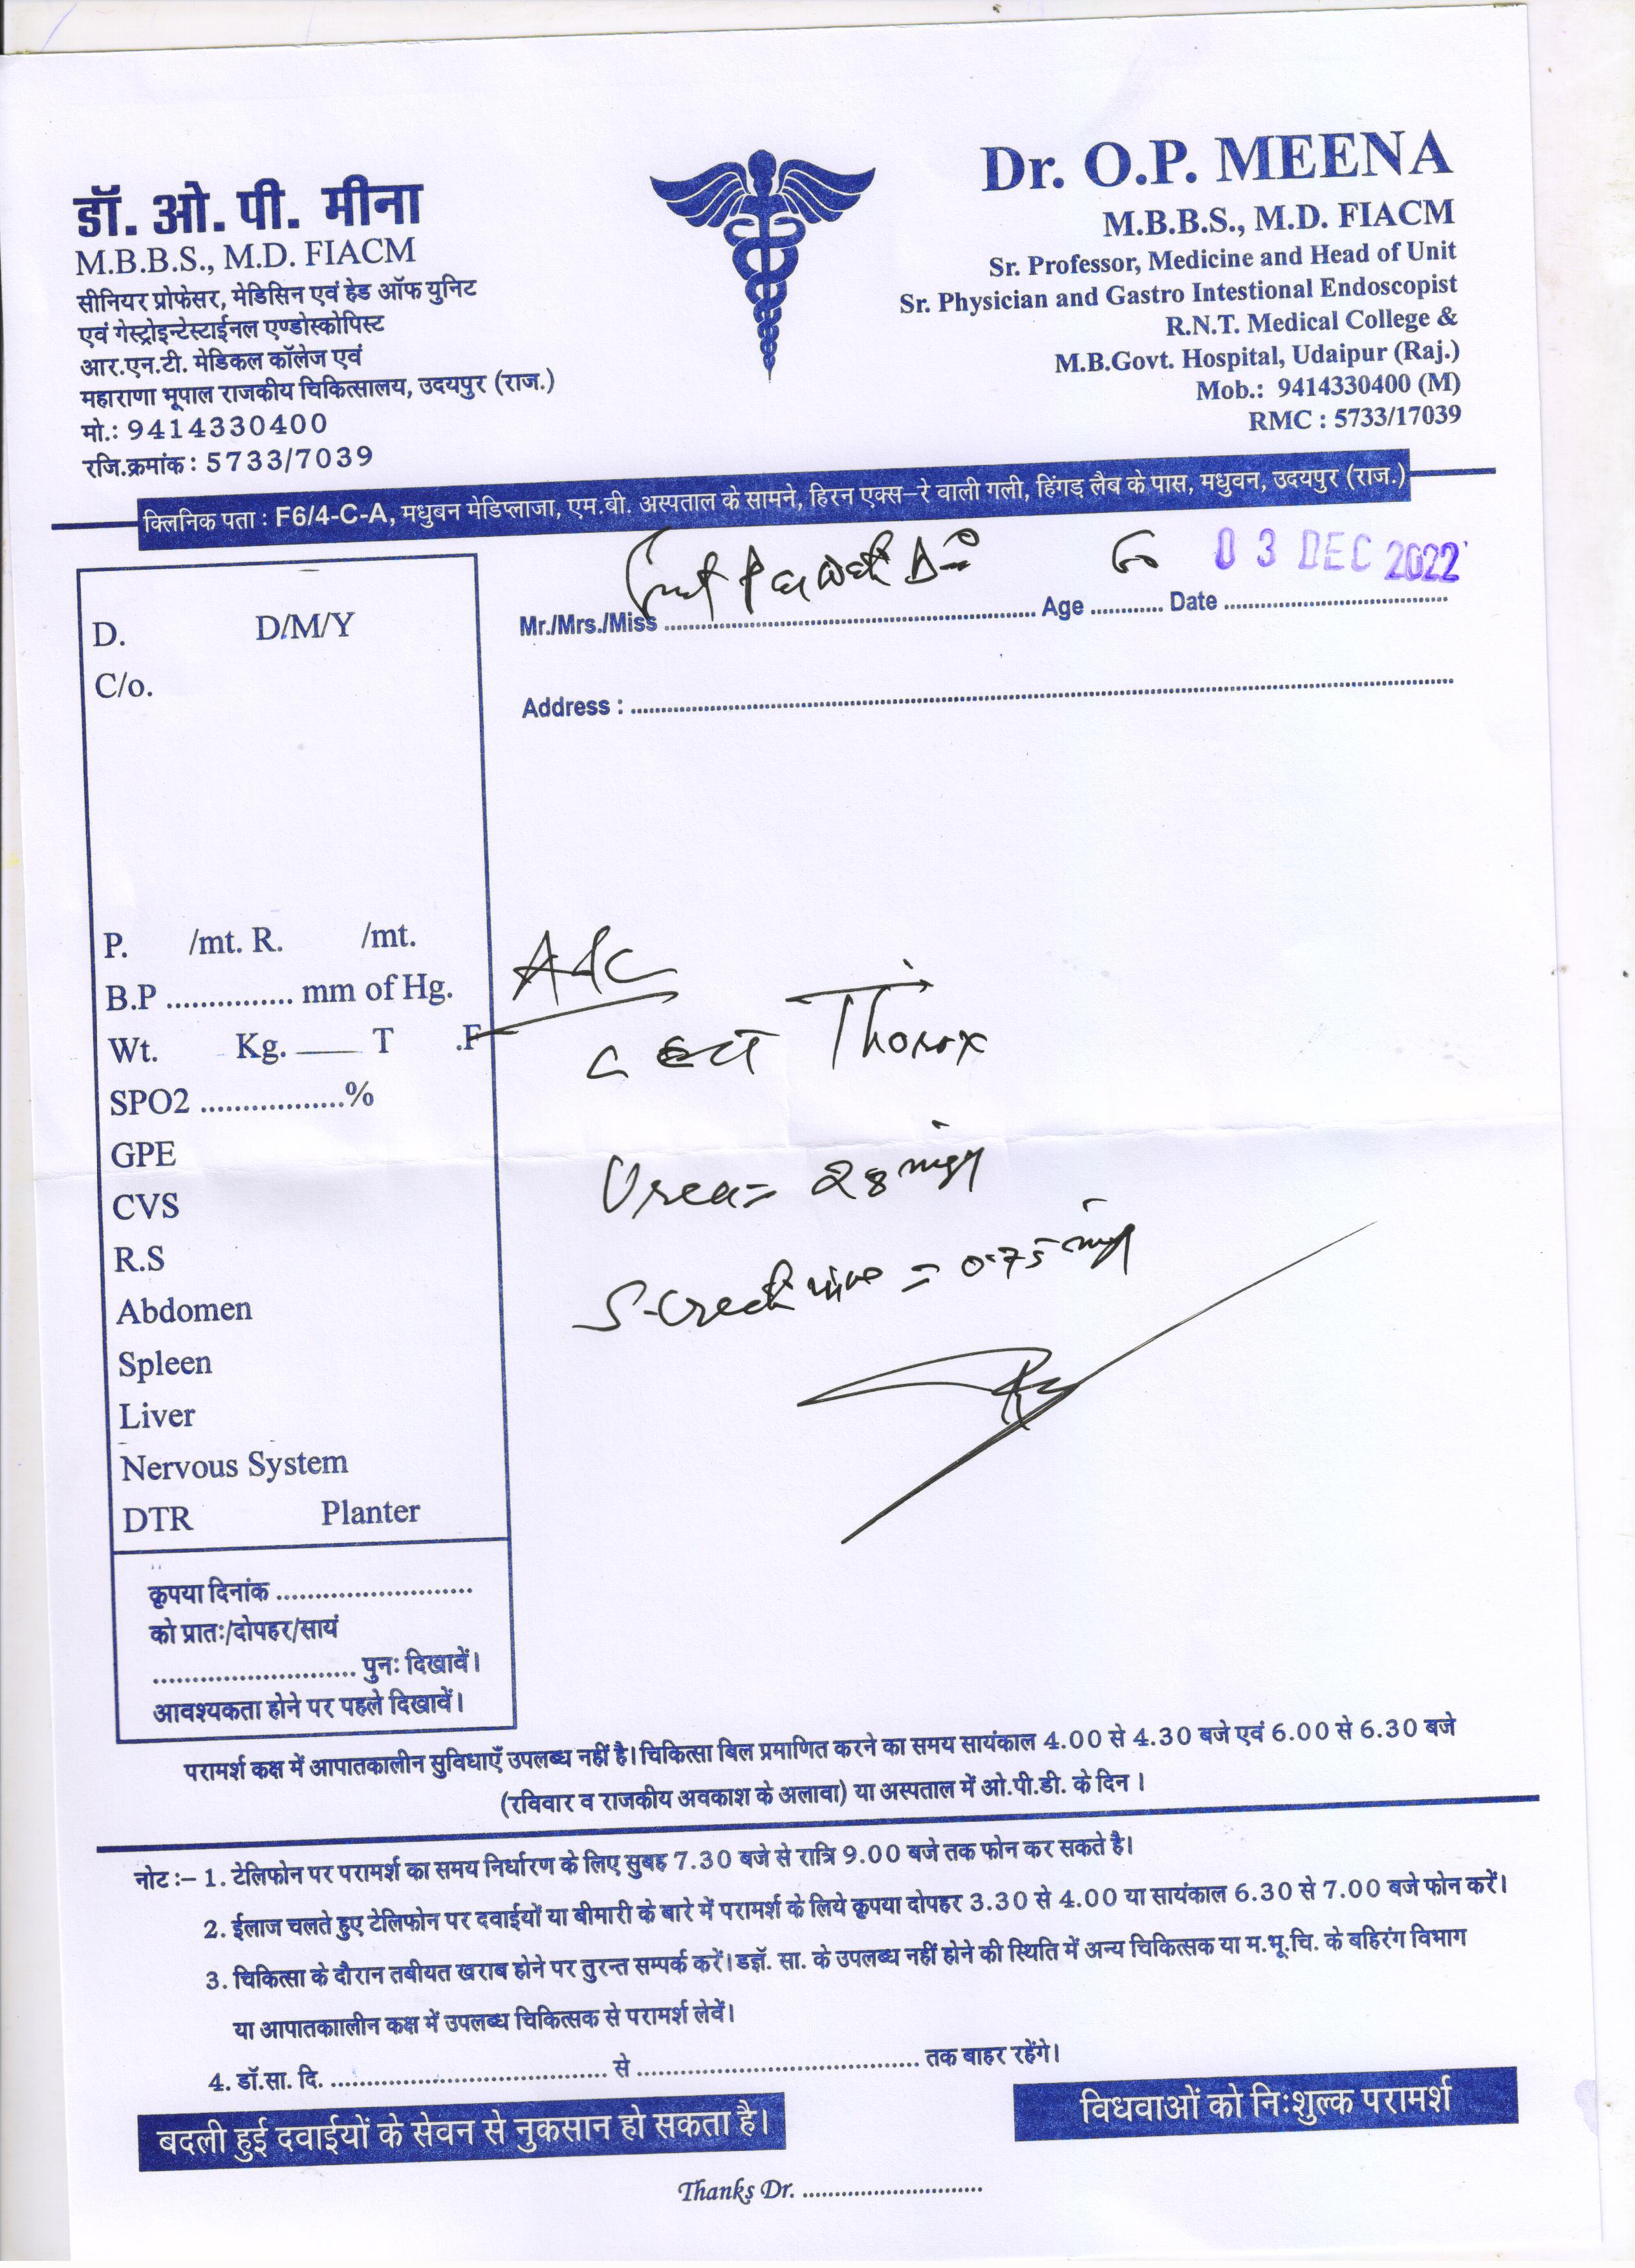 डॉ. ओ. पी. मीना
M.B.B.S., M.D. FIACM
सीनियर प्रोफेसर, मेडिसिन एवं हेड ऑफ युनिट
एवं गेस्ट्रोइन्टेस्टाईनल एण्डोस्कोपिस्ट
आर.एन.टी. मेडिकल कॉलेज एवं
महाराणा भूपाल राजकीय चिकित्सालय, उदयपुर (राज.)
मो.: 9414330400
रजि.क्रमांक : 5733/7039
Dr. O.P. MEENA
M.B.B.S., M.D. FIACM
Sr. Professor, Medicine and Head of Unit
Sr. Physician and Gastro Intestional Endoscopist
R.N.T. Medical College &
M.B.Govt. Hospital, Udaipur (Raj.)
Mob.: 9414330400 (M)
RMC : 5733/17039
क्लिनिक पता : F6/4-C-A, मधुबन मेडिप्लाजा, एम.बी. अस्पताल के सामने, हिरन एक्स-रे वाली गली, हिंगड़ लैब के पास, मधुवन, उदयपुर (राज.)
Mr./Mrs./Miss .......... Age .......... Date 03 DEC 2022
Address : ..........
D. D/M/Y
C/o.
P. /mt. R. /mt.
B.P ............... mm of Hg.
Wt. Kg. ____ T .F
SPO2 .................%
GPE
CVS
R.S
Abdomen
Spleen
Liver
Nervous System
DTR Planter
Thorax
Urea = 28
S-Creatinine = 0.75
कृपया दिनांक .........................
को प्रातः/दोपहर/सायं
......................... पुनः दिखावें।
आवश्यकता होने पर पहले दिखावें।
परामर्श कक्ष में आपातकालीन सुविधाएँ उपलब्ध नहीं है। चिकित्सा बिल प्रमाणित करने का समय सायंकाल 4.00 से 4.30 बजे एवं 6.00 से 6.30 बजे
(रविवार व राजकीय अवकाश के अलावा) या अस्पताल में ओ.पी.डी. के दिन ।
नोट :– 1. टेलिफोन पर परामर्श का समय निर्धारण के लिए सुबह 7.30 बजे से रात्रि 9.00 बजे तक फोन कर सकते है।
2. ईलाज चलते हुए टेलिफोन पर दवाईयों या बीमारी के बारे में परामर्श के लिये कृपया दोपहर 3.30 से 4.00 या सायंकाल 6.30 से 7.00 बजे फोन करें।
3. चिकित्सा के दौरान तबीयत खराब होने पर तुरन्त सम्पर्क करें। डॉ. सा. के उपलब्ध नहीं होने की स्थिति में अन्य चिकित्सक या म.भू.चि. के बहिरंग विभाग
या आपातकाालीन कक्ष में उपलब्ध चिकित्सक से परामर्श लेवें।
4. डॉ.सा. दि. .................... से .................... तक बाहर रहेंगे।
बदली हुई दवाईयों के सेवन से नुकसान हो सकता है।
विधवाओं को निःशुल्क परामर्श
Thanks Dr. ............................